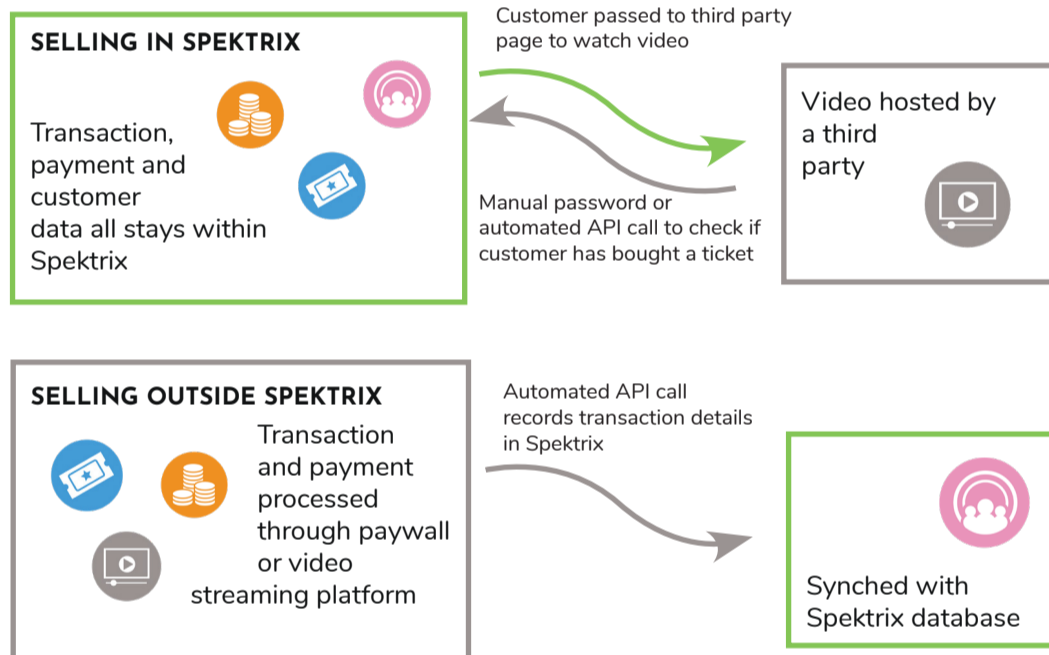 SELLING IN SPEKTRIX
Transaction,
payment and
customer
data all stays within
Spektrix
Customer passed to third party
page to watch video
Manual password or
automated API call to check if
customer has bought a ticket
Video hosted by
a third
party
SELLING OUTSIDE SPEKTRIX
Transaction
and payment
processed
through paywall
or video
streaming platform
Automated API call
records transaction details
in Spektrix
Synched with
Spektrix database